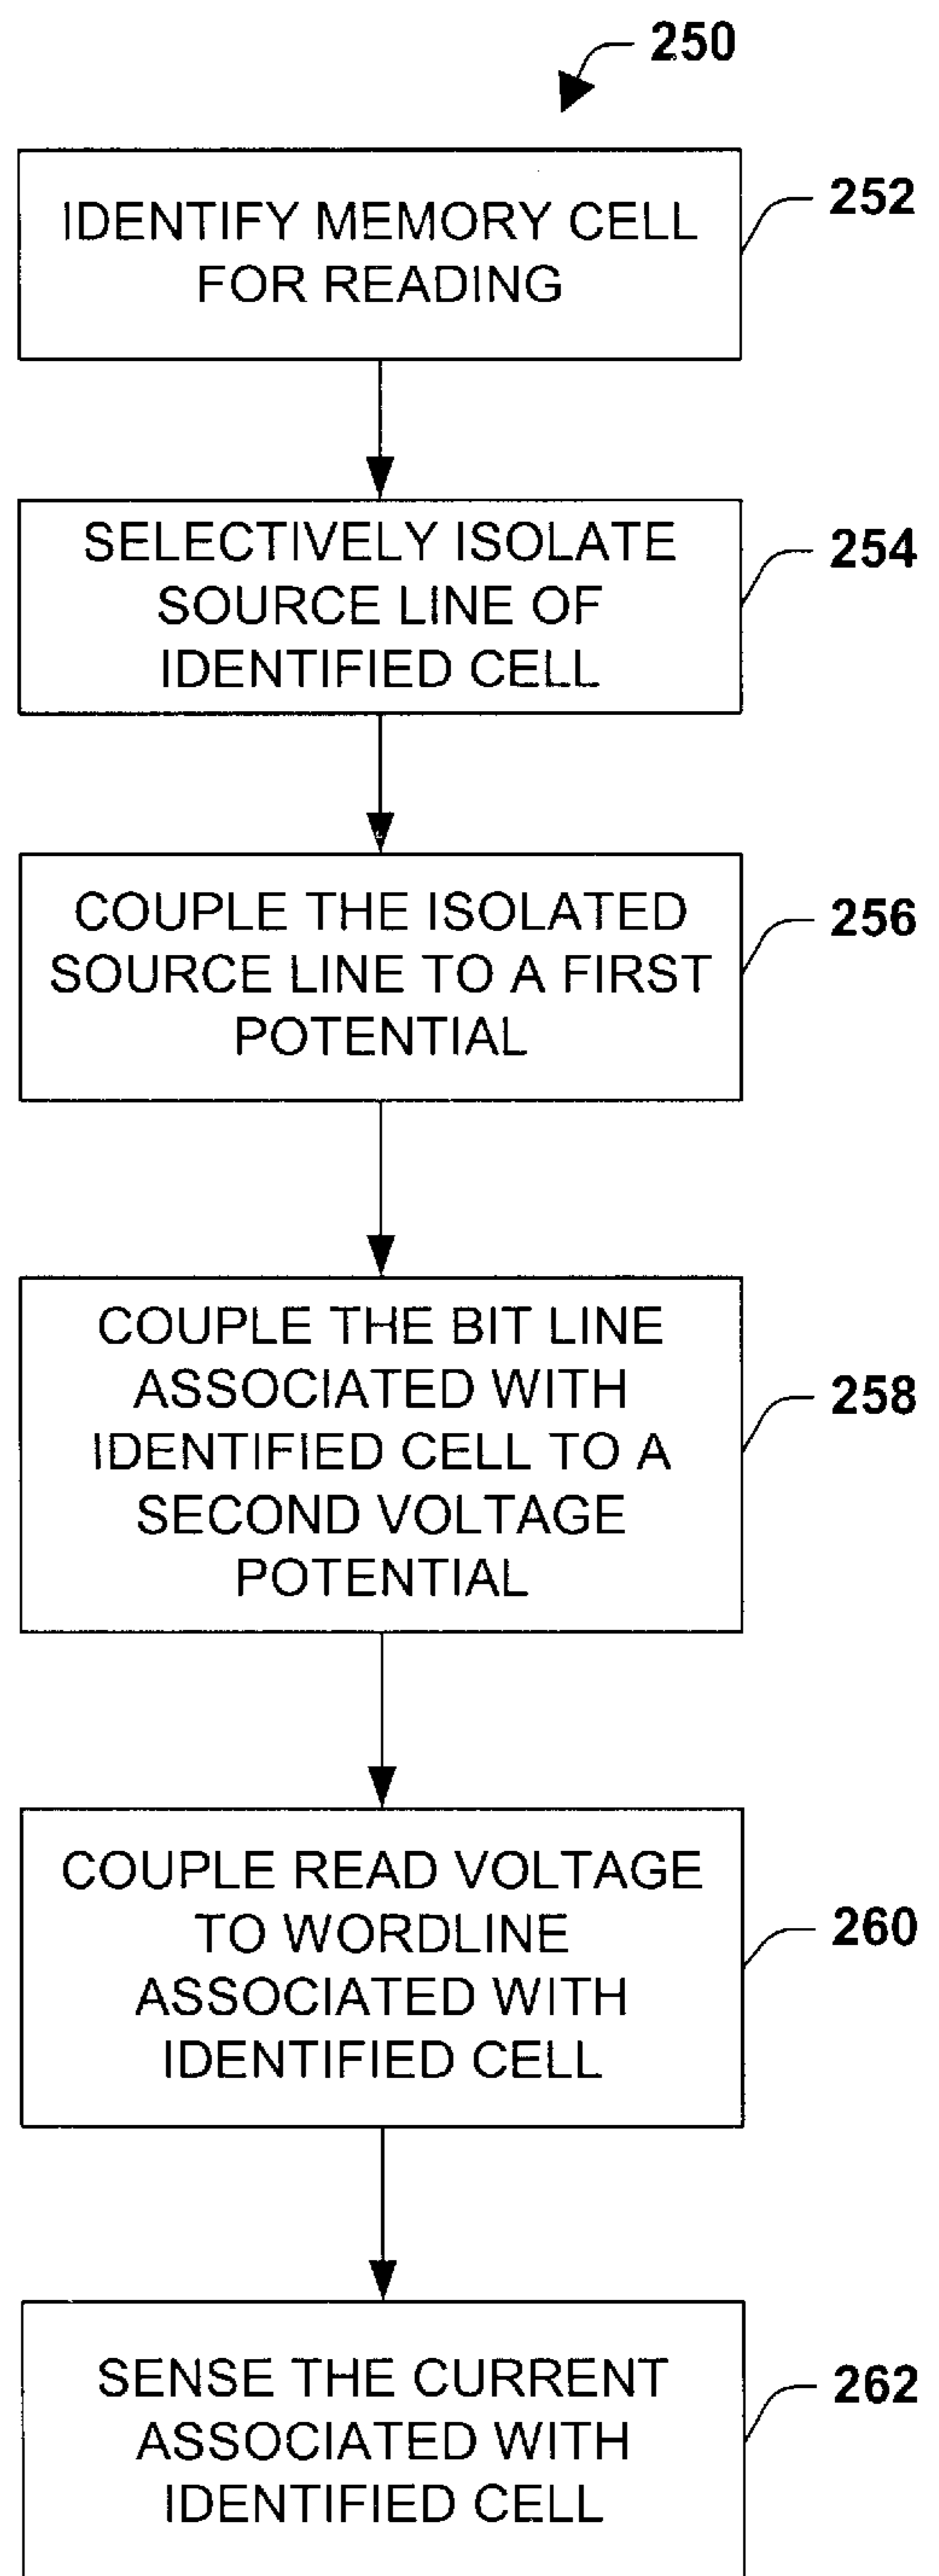 250
IDENTIFY MEMORY CELL
FOR READING
252
SELECTIVELY ISOLATE
SOURCE LINE OF
IDENTIFIED CELL
254
COUPLE THE ISOLATED
SOURCE LINE TO A FIRST
POTENTIAL
256
COUPLE THE BIT LINE
ASSOCIATED WITH
IDENTIFIED CELL TO A
SECOND VOLTAGE
POTENTIAL
258
COUPLE READ VOLTAGE
TO WORDLINE
ASSOCIATED WITH
IDENTIFIED CELL
260
SENSE THE CURRENT
ASSOCIATED WITH
IDENTIFIED CELL
262